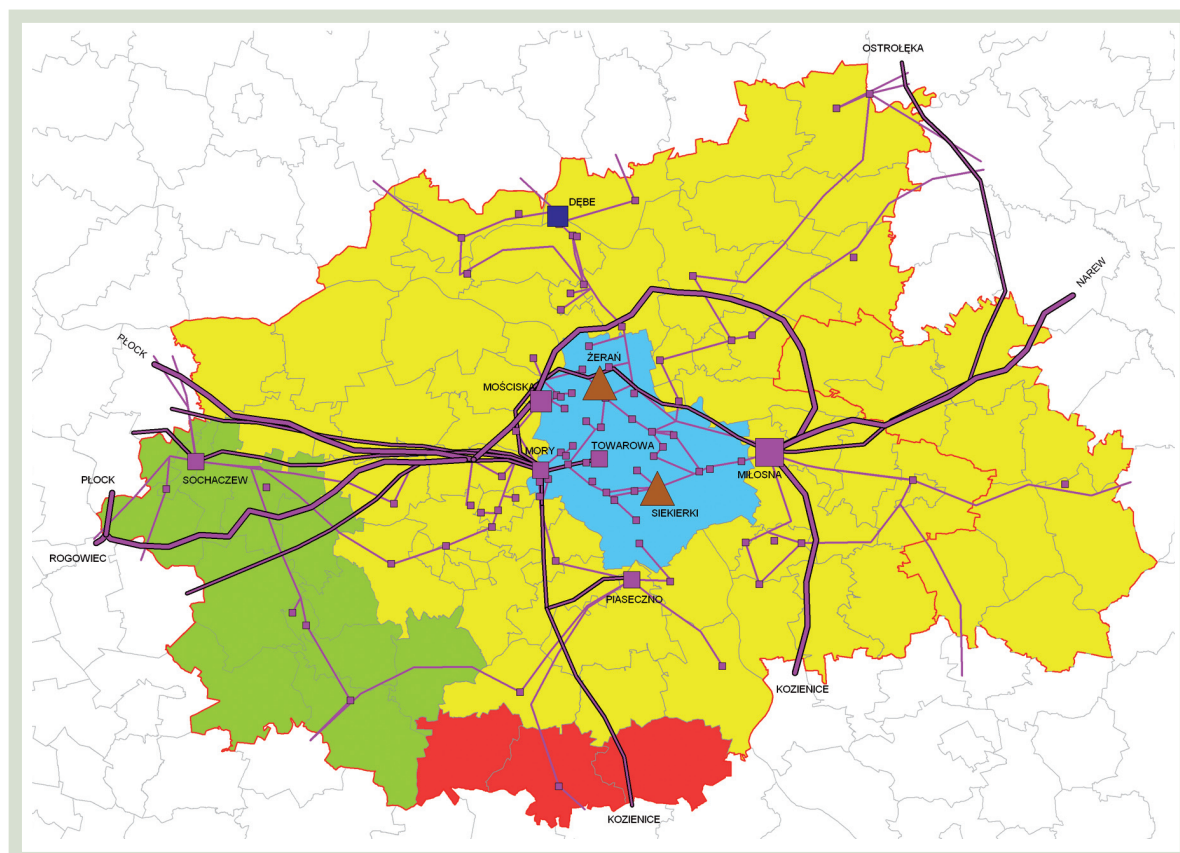 OSTROŁĘKA
DĘBE
NAREW
PŁOCK
ŻERAŃ
MOŚCISKA
MORY
TOWAROWA
MIŁOSNA
SOCHACZEW
PŁOCK
SIEKIERKI
ROGOWIEC
PIASECZNO
KOZIENICE
KOZIENICE